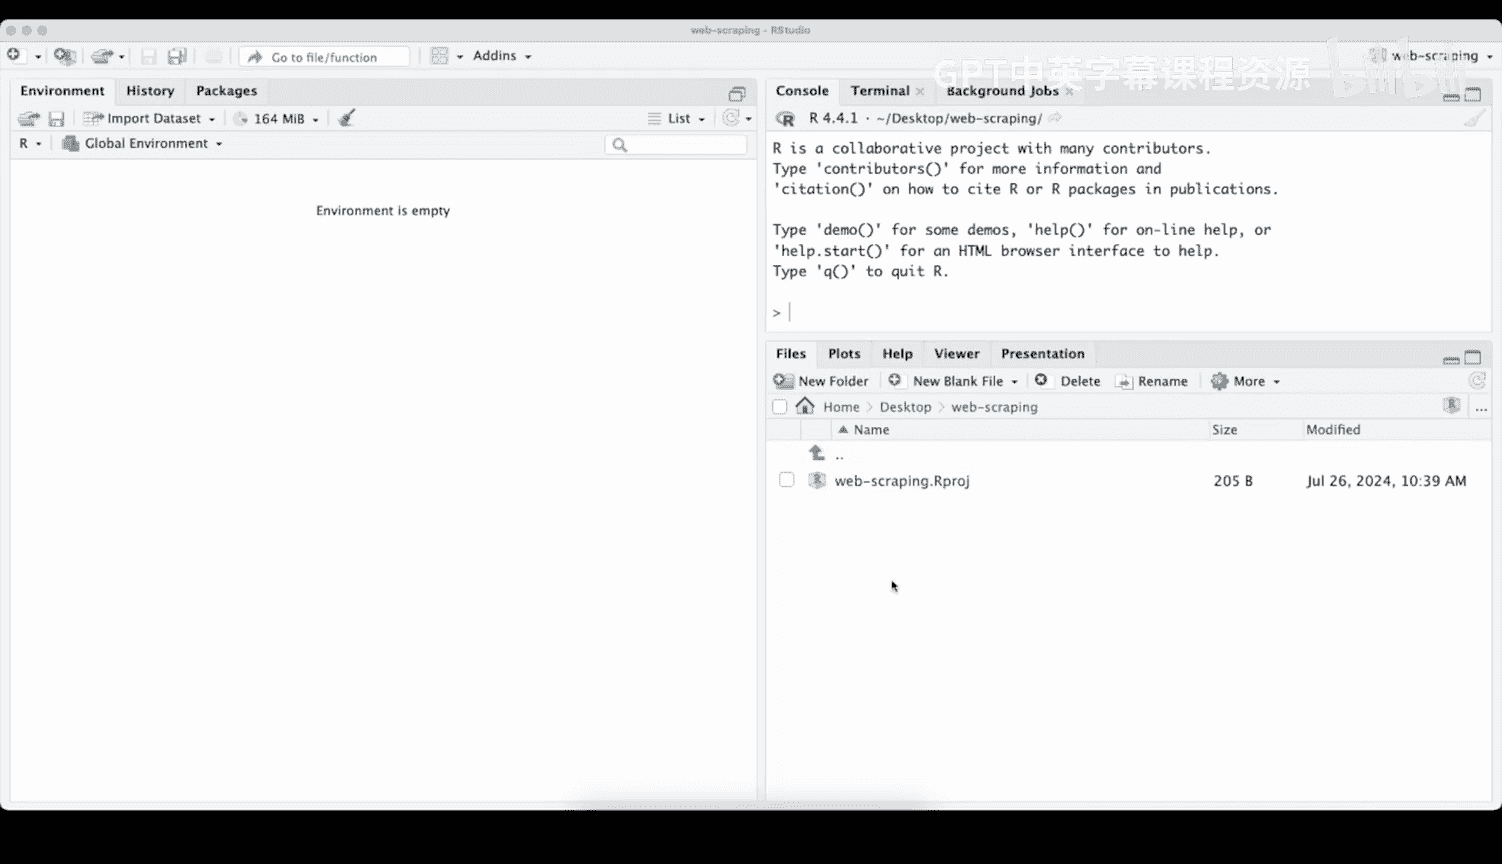 web-scraping - RStudio
Go to file/function
Addins
web-scraping
GPT中英字幕课程资源
bilibili
Environment
History
Packages
Import Dataset
164 MiB
List
R
Global Environment
Environment is empty
Console
Terminal
Background Jobs
R 4.4.1 · ~/Desktop/web-scraping/
R is a collaborative project with many contributors.
Type 'contributors()' for more information and
'citation()' on how to cite R or R packages in publications.
Type 'demo()' for some demos, 'help()' for on-line help, or
'help.start()' for an HTML browser interface to help.
Type 'q()' to quit R.
>
Files
Plots
Help
Viewer
Presentation
New Folder
New Blank File
Delete
Rename
More
Home
Desktop
web-scraping
...
Name
Size
Modified
..
web-scraping.Rproj
205 B
Jul 26, 2024, 10:39 AM